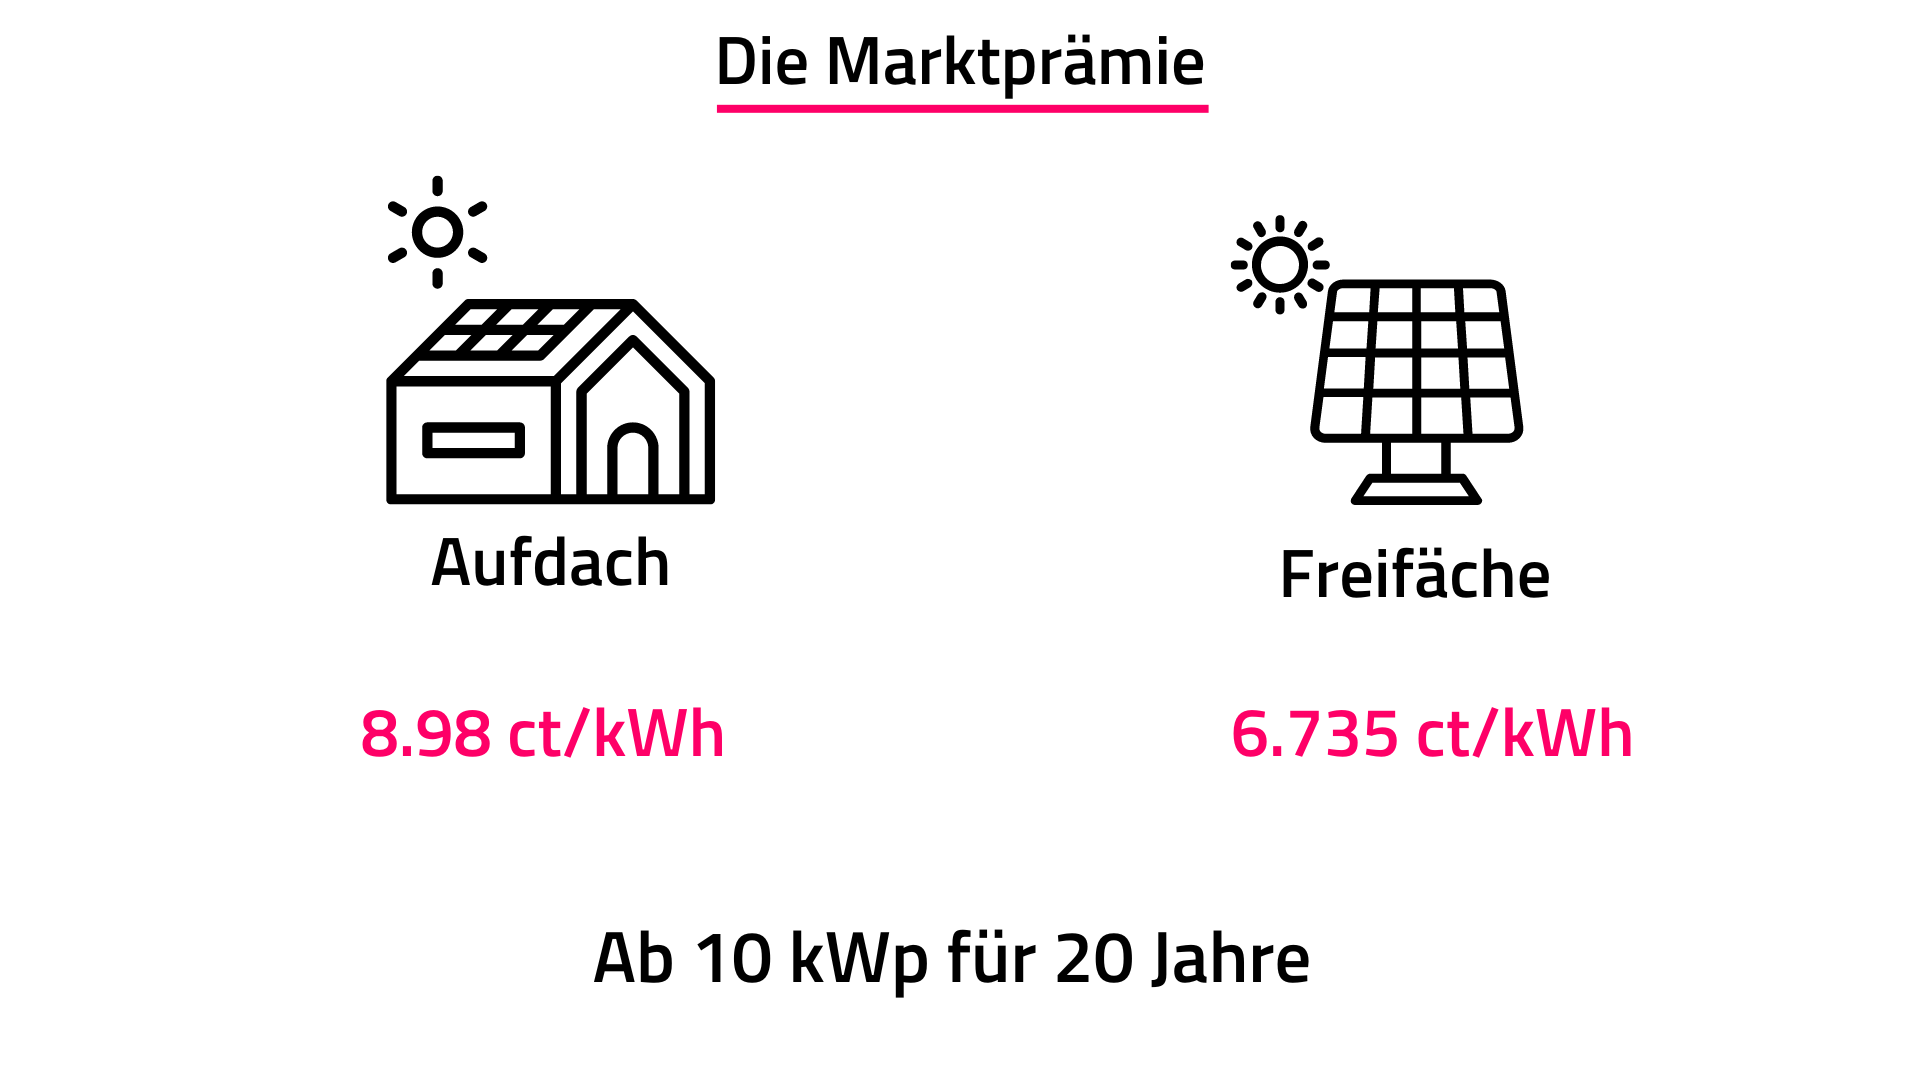 Die Marktprämie
Aufdach
Freifäche
8.98 ct/kWh
6.735 ct/kWh
Ab 10 kWp für 20 Jahre